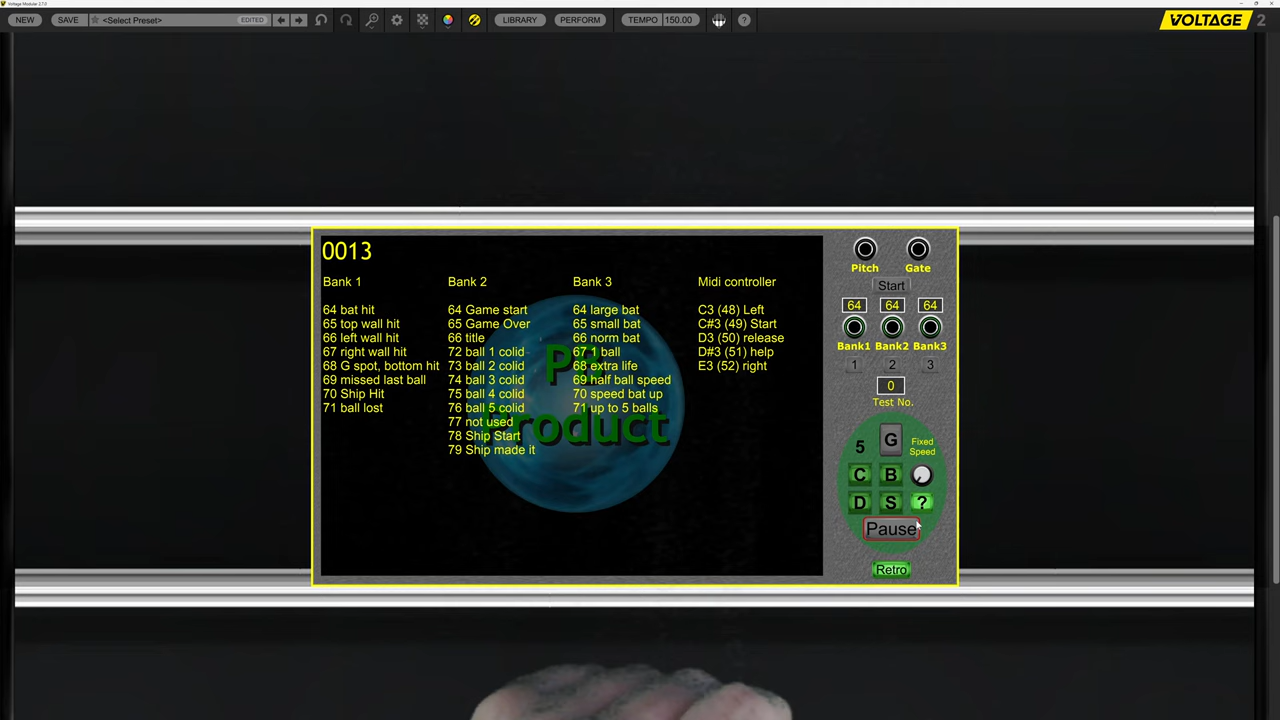 Voltage Modular 2.7.0
NEW SAVE <Select Preset> EDITED LIBRARY PERFORM TEMPO 150.00 ? VOLTAGE 2
0013
Bank 1
64 bat hit
65 top wall hit
66 left wall hit
67 right wall hit
68 G spot, bottom hit
69 missed last ball
70 Ship Hit
71 ball lost
Bank 2
64 Game start
65 Game Over
66 title
72 ball 1 colid
73 ball 2 colid
74 ball 3 colid
75 ball 4 colid
76 ball 5 colid
77 not used
78 Ship Start
79 Ship made it
Bank 3
64 large bat
65 small bat
66 norm bat
67 1 ball
68 extra life
69 half ball speed
70 speed bat up
71 up to 5 balls
Midi controller
C3 (48) Left
C#3 (49) Start
D3 (50) release
D#3 (51) help
E3 (52) right
Product
Pitch Gate
Start
64 64 64
Bank1 Bank2 Bank3
1 2 3
0
Test No.
5 G Fixed
Speed
C B
D S ?
Pause
Retro